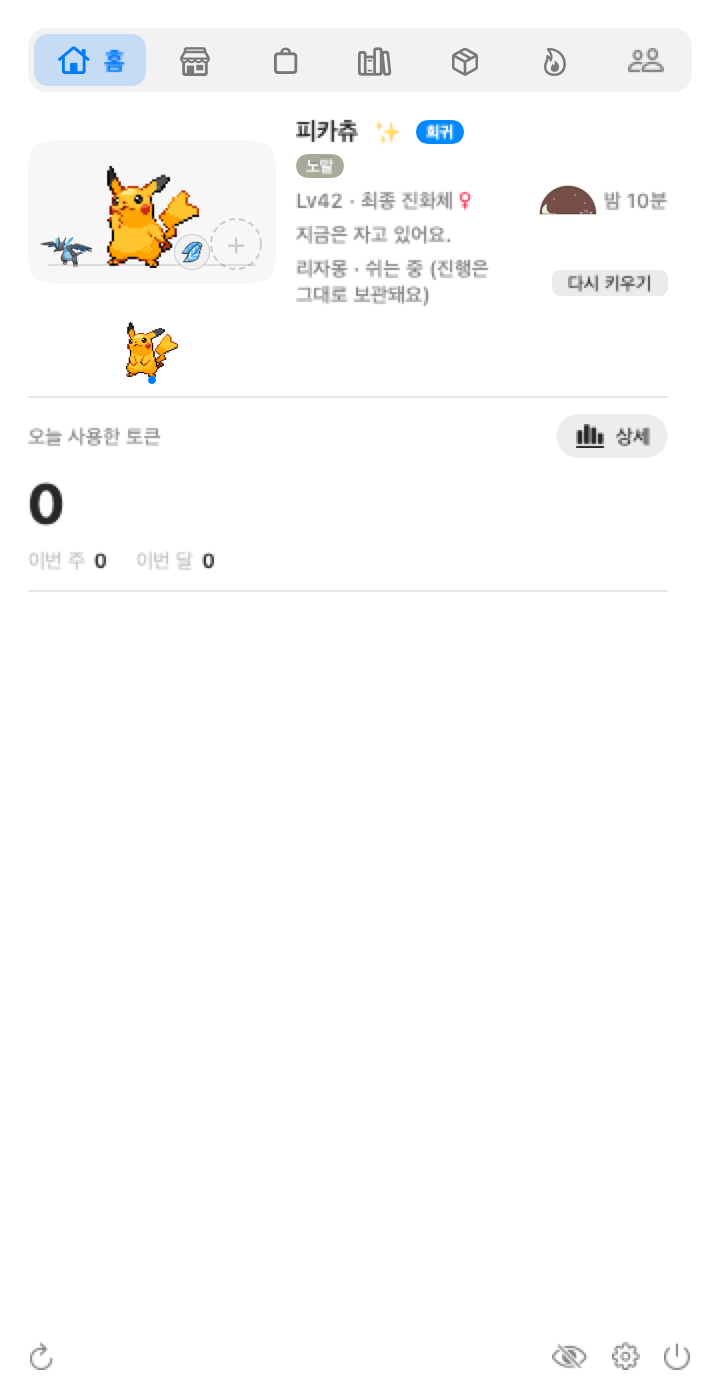 홈
피카츄 ✨ 희귀
노말
Lv42 · 최종 진화체 ♀
밤 10분
지금은 자고 있어요.
리자몽 · 쉬는 중 (진행은
그대로 보관돼요)
다시 키우기
오늘 사용한 토큰
상세
0
이번 주 0 이번 달 0